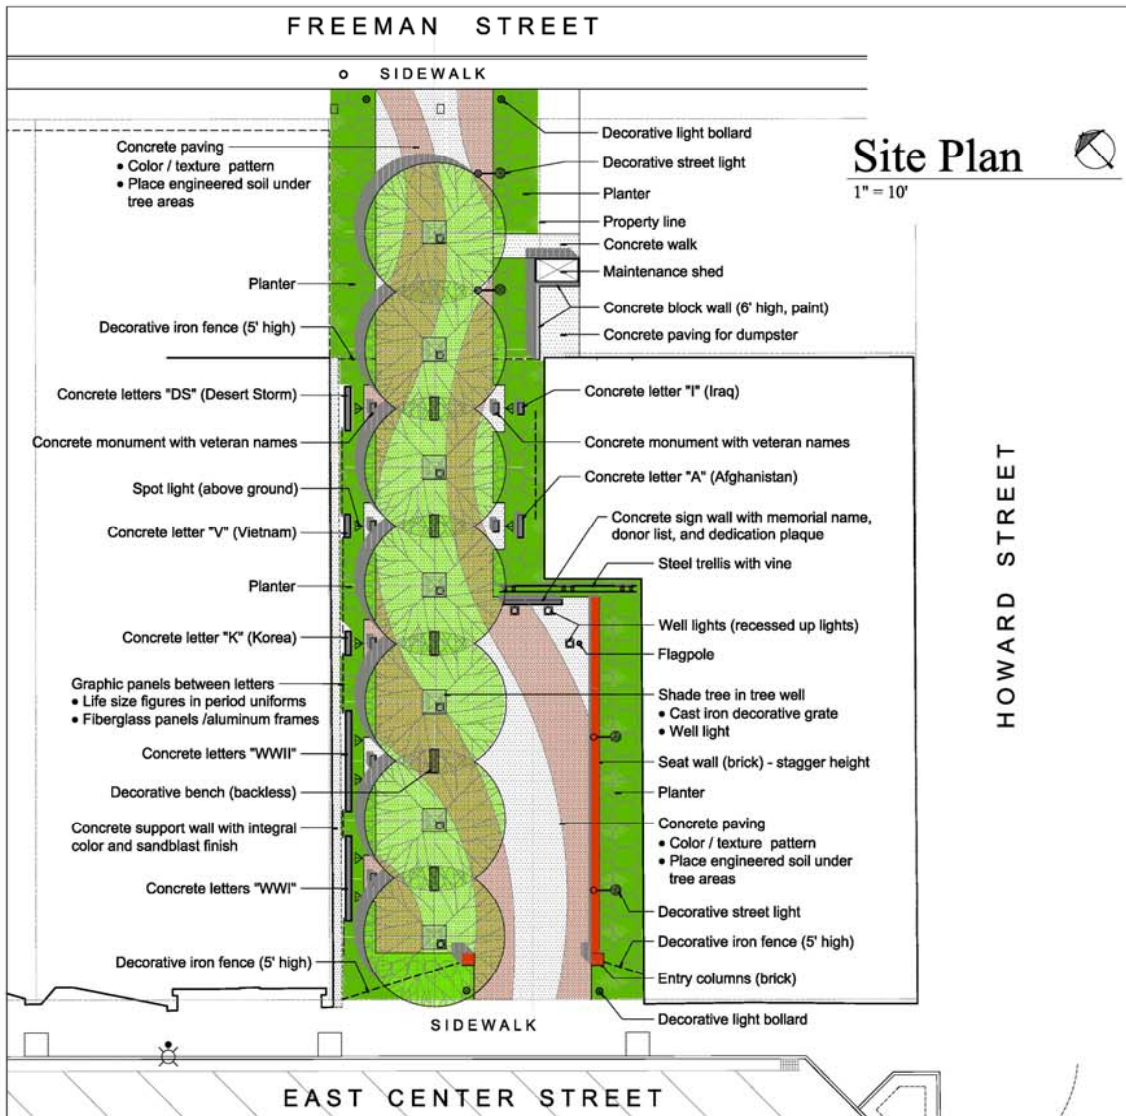 FREEMAN STREET
SIDEWALK
Site Plan
1" = 10'
Concrete paving
• Color / texture pattern
• Place engineered soil under
tree areas
Planter
Decorative iron fence (5' high)
Concrete letters "DS" (Desert Storm)
Concrete monument with veteran names
Spot light (above ground)
Concrete letter "V" (Vietnam)
Planter
Concrete letter "K" (Korea)
Graphic panels between letters
• Life size figures in period uniforms
• Fiberglass panels /aluminum frames
Concrete letters "WWII"
Decorative bench (backless)
Concrete support wall with integral
color and sandblast finish
Concrete letters "WWI"
Decorative iron fence (5' high)
Decorative light bollard
Decorative street light
Planter
Property line
Concrete walk
Maintenance shed
Concrete block wall (6' high, paint)
Concrete paving for dumpster
Concrete letter "I" (Iraq)
Concrete monument with veteran names
Concrete letter "A" (Afghanistan)
Concrete sign wall with memorial name,
donor list, and dedication plaque
Steel trellis with vine
Well lights (recessed up lights)
Flagpole
Shade tree in tree well
• Cast iron decorative grate
• Well light
Seat wall (brick) - stagger height
Planter
Concrete paving
• Color / texture pattern
• Place engineered soil under
tree areas
Decorative street light
Decorative iron fence (5' high)
Entry columns (brick)
Decorative light bollard
HOWARD STREET
SIDEWALK
EAST CENTER STREET